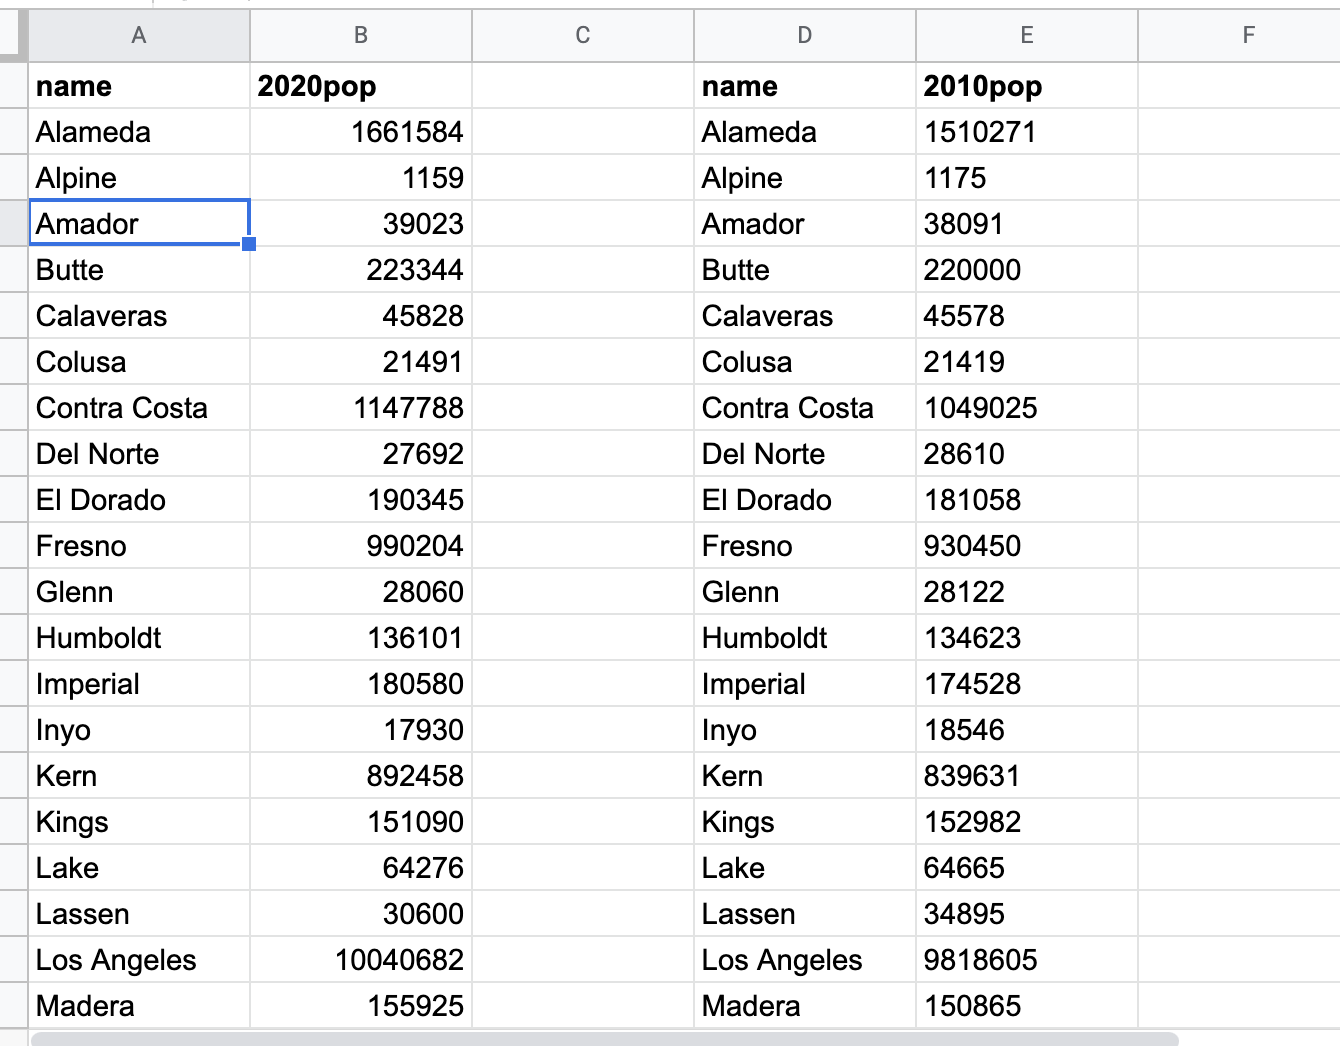 A B C D E F
name 2020pop name 2010pop
Alameda 1661584 Alameda 1510271
Alpine 1159 Alpine 1175
Amador 39023 Amador 38091
Butte 223344 Butte 220000
Calaveras 45828 Calaveras 45578
Colusa 21491 Colusa 21419
Contra Costa 1147788 Contra Costa 1049025
Del Norte 27692 Del Norte 28610
El Dorado 190345 El Dorado 181058
Fresno 990204 Fresno 930450
Glenn 28060 Glenn 28122
Humboldt 136101 Humboldt 134623
Imperial 180580 Imperial 174528
Inyo 17930 Inyo 18546
Kern 892458 Kern 839631
Kings 151090 Kings 152982
Lake 64276 Lake 64665
Lassen 30600 Lassen 34895
Los Angeles 10040682 Los Angeles 9818605
Madera 155925 Madera 150865